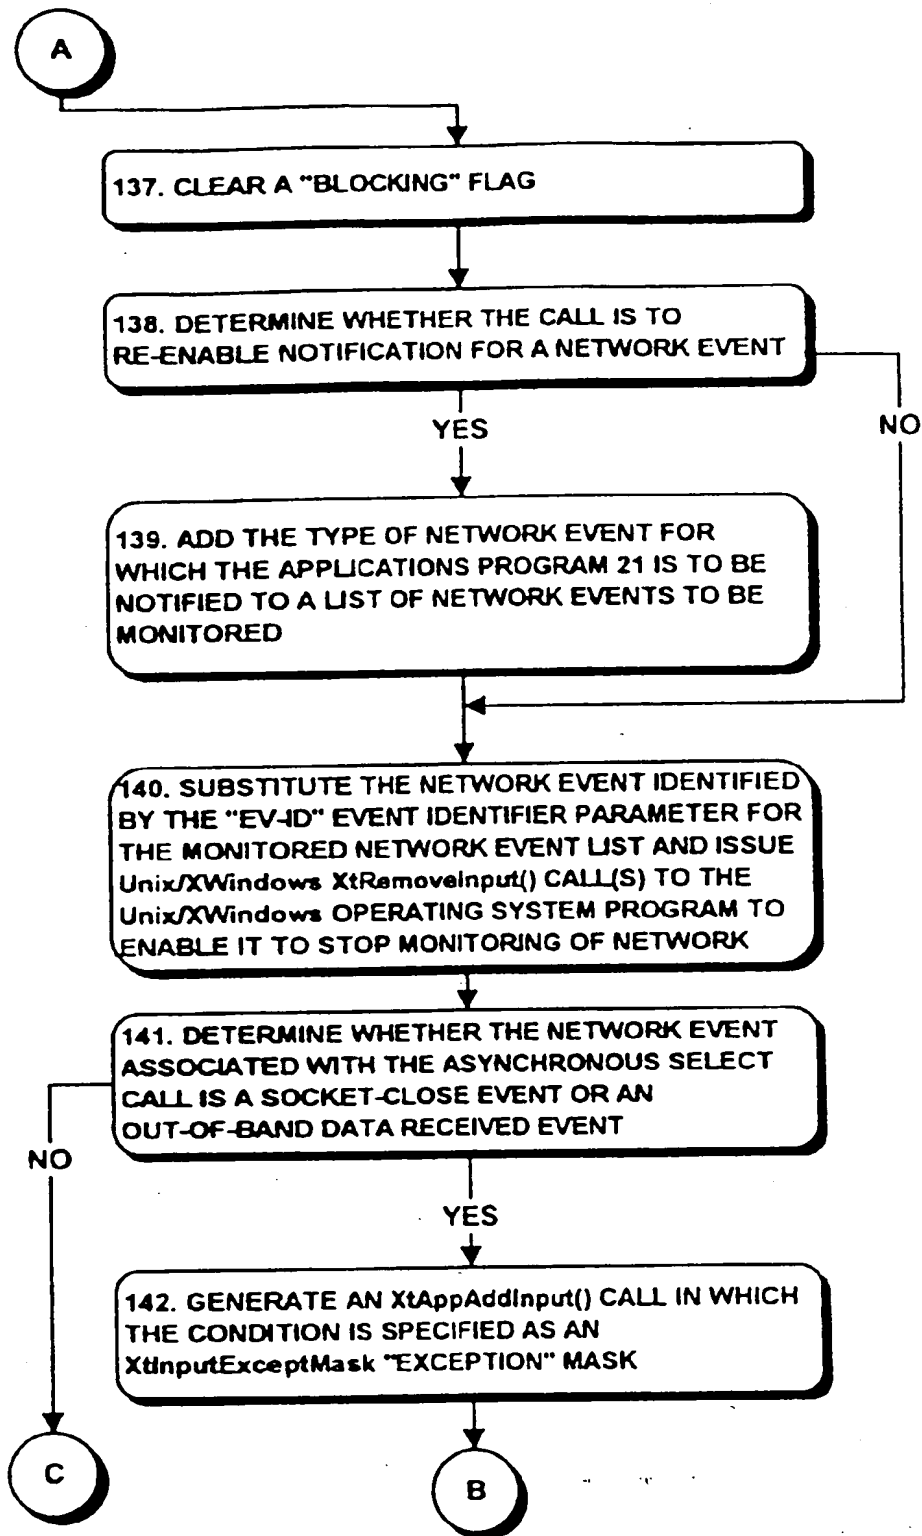 A
137. CLEAR A "BLOCKING" FLAG
138. DETERMINE WHETHER THE CALL IS TO
RE-ENABLE NOTIFICATION FOR A NETWORK EVENT
YES
NO
139. ADD THE TYPE OF NETWORK EVENT FOR
WHICH THE APPLICATIONS PROGRAM 21 IS TO BE
NOTIFIED TO A LIST OF NETWORK EVENTS TO BE
MONITORED
140. SUBSTITUTE THE NETWORK EVENT IDENTIFIED
BY THE "EV-ID" EVENT IDENTIFIER PARAMETER FOR
THE MONITORED NETWORK EVENT LIST AND ISSUE
Unix/XWindows XtRemoveInput() CALL(S) TO THE
Unix/XWindows OPERATING SYSTEM PROGRAM TO
ENABLE IT TO STOP MONITORING OF NETWORK
141. DETERMINE WHETHER THE NETWORK EVENT
ASSOCIATED WITH THE ASYNCHRONOUS SELECT
CALL IS A SOCKET-CLOSE EVENT OR AN
OUT-OF-BAND DATA RECEIVED EVENT
NO
YES
142. GENERATE AN XtAppAddInput() CALL IN WHICH
THE CONDITION IS SPECIFIED AS AN
XtInputExceptMask "EXCEPTION" MASK
C
B